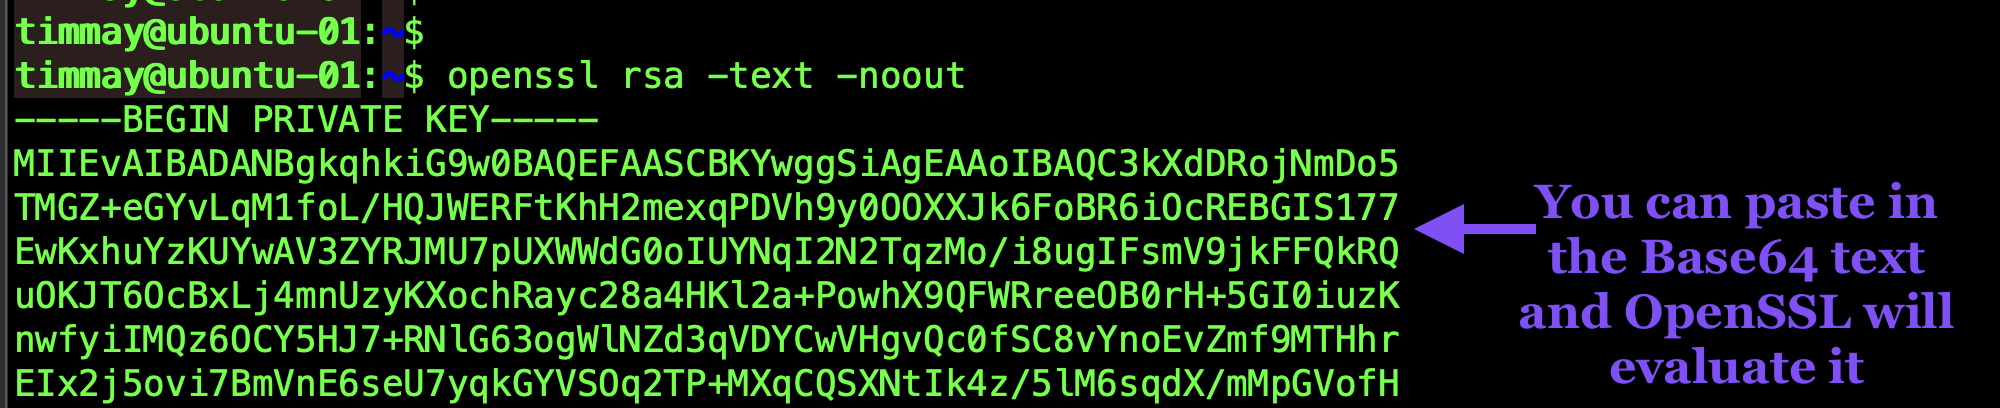 timmay@ubuntu-01:~$
timmay@ubuntu-01:~$ openssl rsa -text -noout
-----BEGIN PRIVATE KEY-----
MIIEvAIBADANBgkqhkiG9w0BAQEFAASCBKYwggSiAgEAAoIBAQC3kXdDRojNmDo5
TMGZ+eGYvLqM1foL/HQJWERFtKhH2mexqPDVh9y0OOXXJk6FoBR6iOcREBGIS177
EwKxhuYzKUYwAV3ZYRJMU7pUXWWdG0oIUYNqI2N2TqzMo/i8ugIFsmV9jkFFQkRQ
uOKJT6OcBxLj4mnUzyKXochRayc28a4HKl2a+PowhX9QFWRreeOB0rH+5GI0iuzK
nwfyiIMQz6OCY5HJ7+RNlG63ogWlNZd3qVDYCwVHgvQc0fSC8vYnoEvZmf9MTHhr
EIx2j5ovi7BmVnE6seU7yqkGYVSOq2TP+MXqCQSXNtIk4z/5lM6sqdX/mMpGVofH
You can paste in
the Base64 text
and OpenSSL will
evaluate it